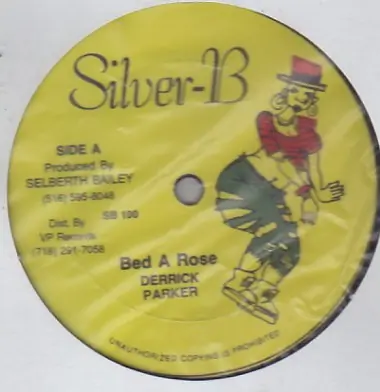 Silver-B
SIDE A
Produced By
SELBERTH BAILEY
(516) 595-8048
SB 100
Dist. By
VP Records
(718) 291-7058
Bed A Rose
DERRICK
PARKER
UNAUTHORIZED COPYING IS PROHIBITED